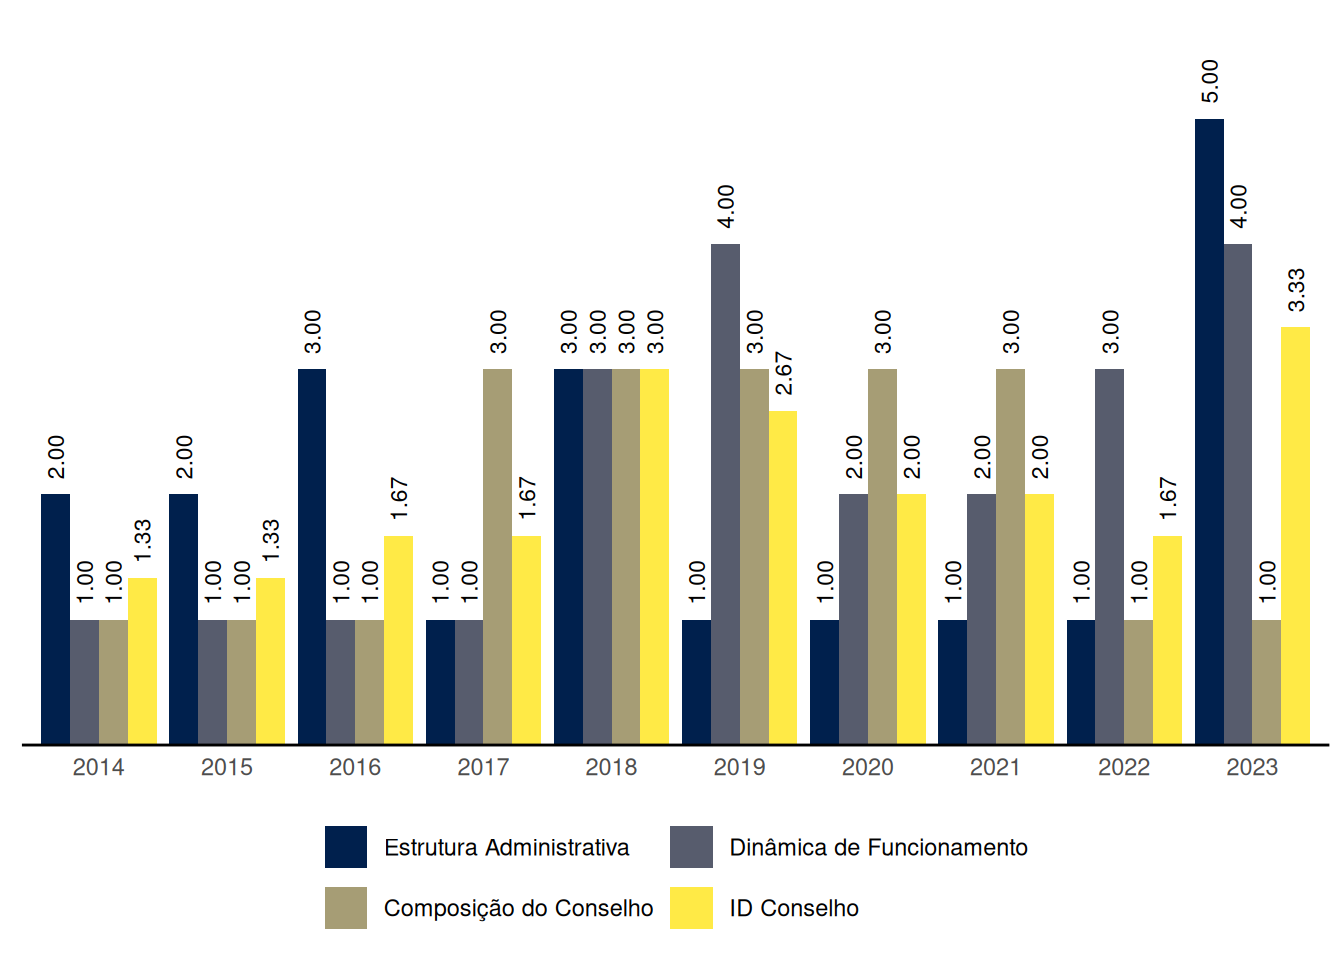 2.00 1.00 1.00 1.33 2.00 1.00 1.00 1.33 3.00 1.00 1.00 1.67 1.00 1.00 3.00 1.67 3.00 3.00 3.00 3.00 1.00 4.00 3.00 2.67 1.00 2.00 3.00 2.00 1.00 2.00 3.00 2.00 1.00 3.00 1.00 1.67 5.00 4.00 1.00 3.33
2014 2015 2016 2017 2018 2019 2020 2021 2022 2023
Estrutura Administrativa Dinâmica de Funcionamento
Composição do Conselho ID Conselho